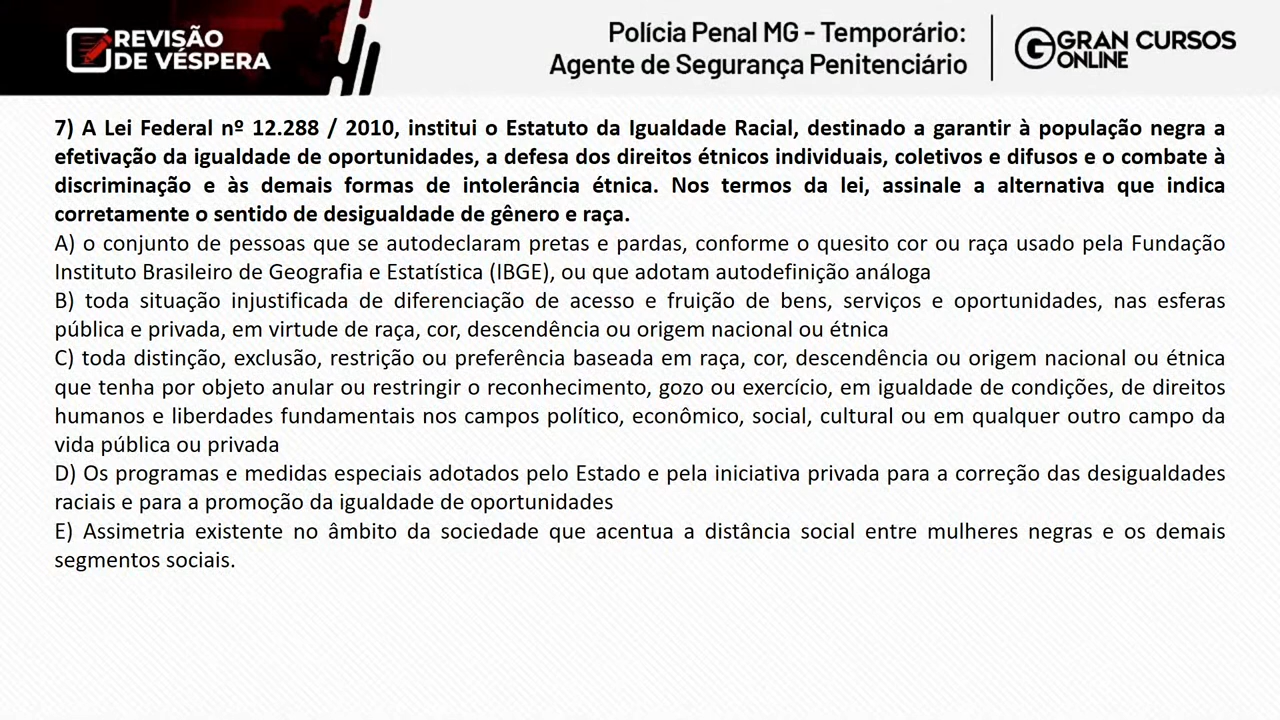 REVISÃO
DE VÉSPERA
Polícia Penal MG - Temporário:
Agente de Segurança Penitenciário
GRAN CURSOS
ONLINE
7) A Lei Federal nº 12.288 / 2010, institui o Estatuto da Igualdade Racial, destinado a garantir à população negra a
efetivação da igualdade de oportunidades, a defesa dos direitos étnicos individuais, coletivos e difusos e o combate à
discriminação e às demais formas de intolerância étnica. Nos termos da lei, assinale a alternativa que indica
corretamente o sentido de desigualdade de gênero e raça.
A) o conjunto de pessoas que se autodeclaram pretas e pardas, conforme o quesito cor ou raça usado pela Fundação
Instituto Brasileiro de Geografia e Estatística (IBGE), ou que adotam autodefinição análoga
B) toda situação injustificada de diferenciação de acesso e fruição de bens, serviços e oportunidades, nas esferas
pública e privada, em virtude de raça, cor, descendência ou origem nacional ou étnica
C) toda distinção, exclusão, restrição ou preferência baseada em raça, cor, descendência ou origem nacional ou étnica
que tenha por objeto anular ou restringir o reconhecimento, gozo ou exercício, em igualdade de condições, de direitos
humanos e liberdades fundamentais nos campos político, econômico, social, cultural ou em qualquer outro campo da
vida pública ou privada
D) Os programas e medidas especiais adotados pelo Estado e pela iniciativa privada para a correção das desigualdades
raciais e para a promoção da igualdade de oportunidades
E) Assimetria existente no âmbito da sociedade que acentua a distância social entre mulheres negras e os demais
segmentos sociais.